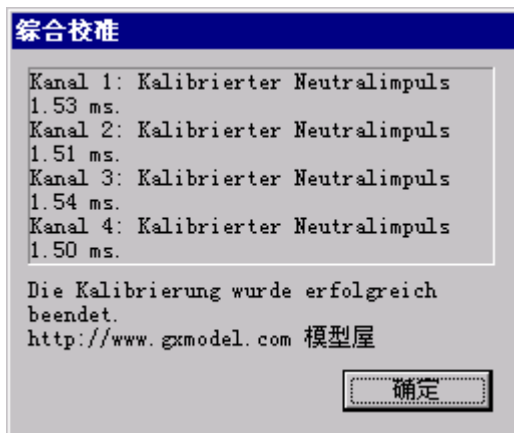 综合校准
Kanal 1: Kalibrierter Neutralimpuls
1.53 ms.
Kanal 2: Kalibrierter Neutralimpuls
1.51 ms.
Kanal 3: Kalibrierter Neutralimpuls
1.54 ms.
Kanal 4: Kalibrierter Neutralimpuls
1.50 ms.
Die Kalibrierung wurde erfolgreich
beendet.
http://www.gxmodel.com 模型屋
确定